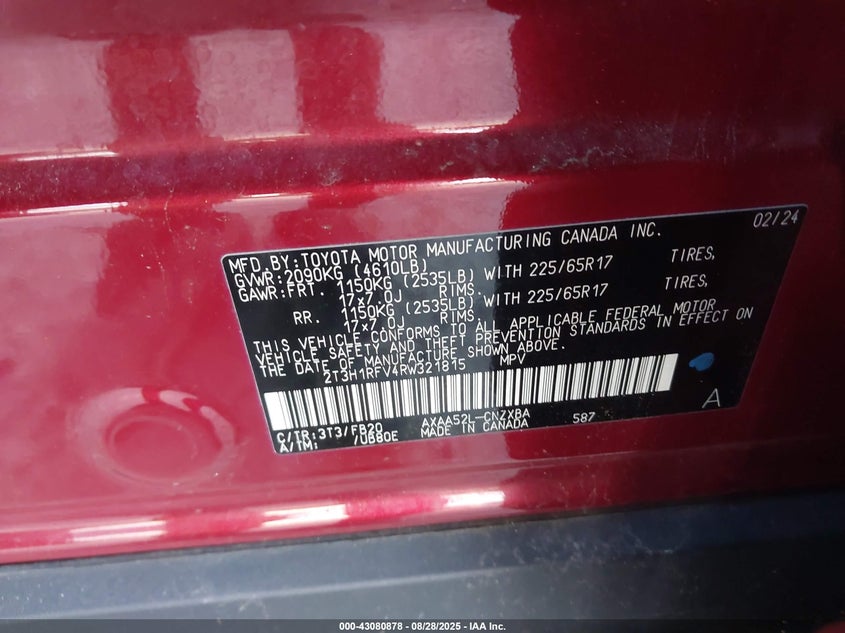 02/24
MFD.BY:TOYOTA MOTOR MANUFACTURING CANADA INC.
GVWR:2090KG (4610LB)
GAWR:FRT. 1150KG (2535LB) WITH 225/65R17 TIRES,
17x7.0J RIMS
RR. 1150KG (2535LB) WITH 225/65R17 TIRES,
17x7.0J RIMS
THIS VEHICLE CONFORMS TO ALL APPLICABLE FEDERAL MOTOR
VEHICLE SAFETY AND THEFT PREVENTION STANDARDS IN EFFECT ON
THE DATE OF MANUFACTURE SHOWN ABOVE.
2T3H1RFV4RW321815 MPV
C/TR:3T3/FB20 AXAA52L-CNZXBA 587
A/TM: /UB80E MADE IN CANADA
A
000-43080878 - 08/28/2025 - IAA Inc.